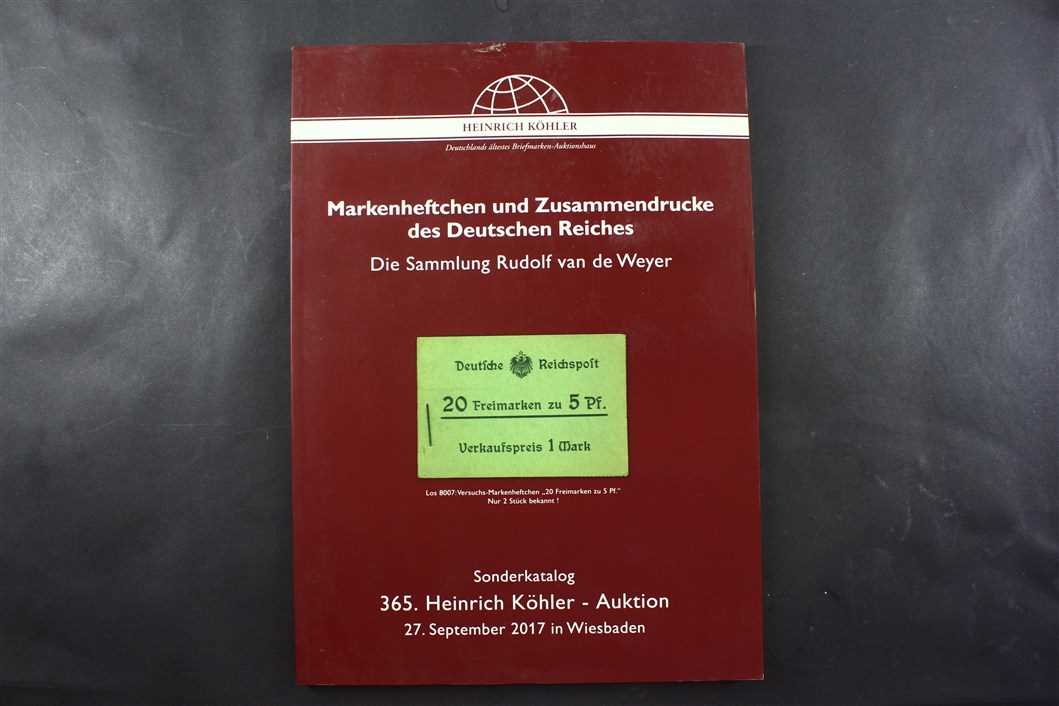 HEINRICH KÖHLER
Deutschlands ältestes Briefmarken-Auktionshaus
Markenheftchen und Zusammendrucke
des Deutschen Reiches
Die Sammlung Rudolf van de Weyer
Deutsche Reichspost
20 Freimarken zu 5 Pf.
Verkaufspreis 1 Mark
Los 8007: Versuchs-Markenheftchen „20 Freimarken zu 5 Pf.“
Nur 2 Stück bekannt !
Sonderkatalog
365. Heinrich Köhler - Auktion
27. September 2017 in Wiesbaden